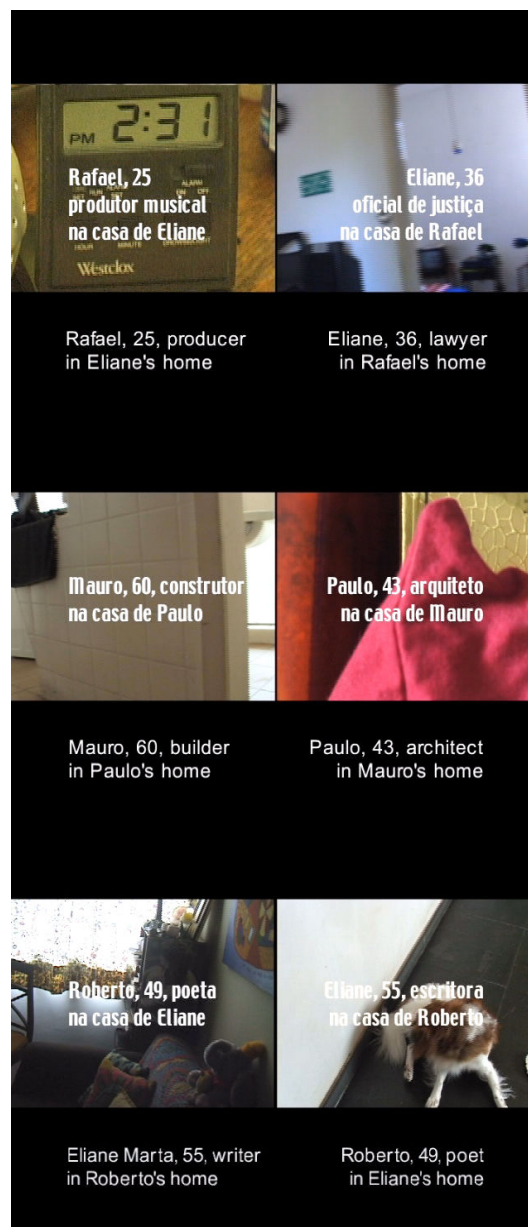 PM 2:31
ALARM
ON OFF
HOUR MINUTE
Westclox
Rafael, 25
produtor musical
na casa de Eliane
Eliane, 36
oficial de justiça
na casa de Rafael
Rafael, 25, producer
in Eliane's home
Eliane, 36, lawyer
in Rafael's home
Mauro, 60, construtor
na casa de Paulo
Paulo, 43, arquiteto
na casa de Mauro
Mauro, 60, builder
in Paulo's home
Paulo, 43, architect
in Mauro's home
Roberto, 49, poeta
na casa de Eliane
Eliane, 55, escritora
na casa de Roberto
Eliane Marta, 55, writer
in Roberto's home
Roberto, 49, poet
in Eliane's home